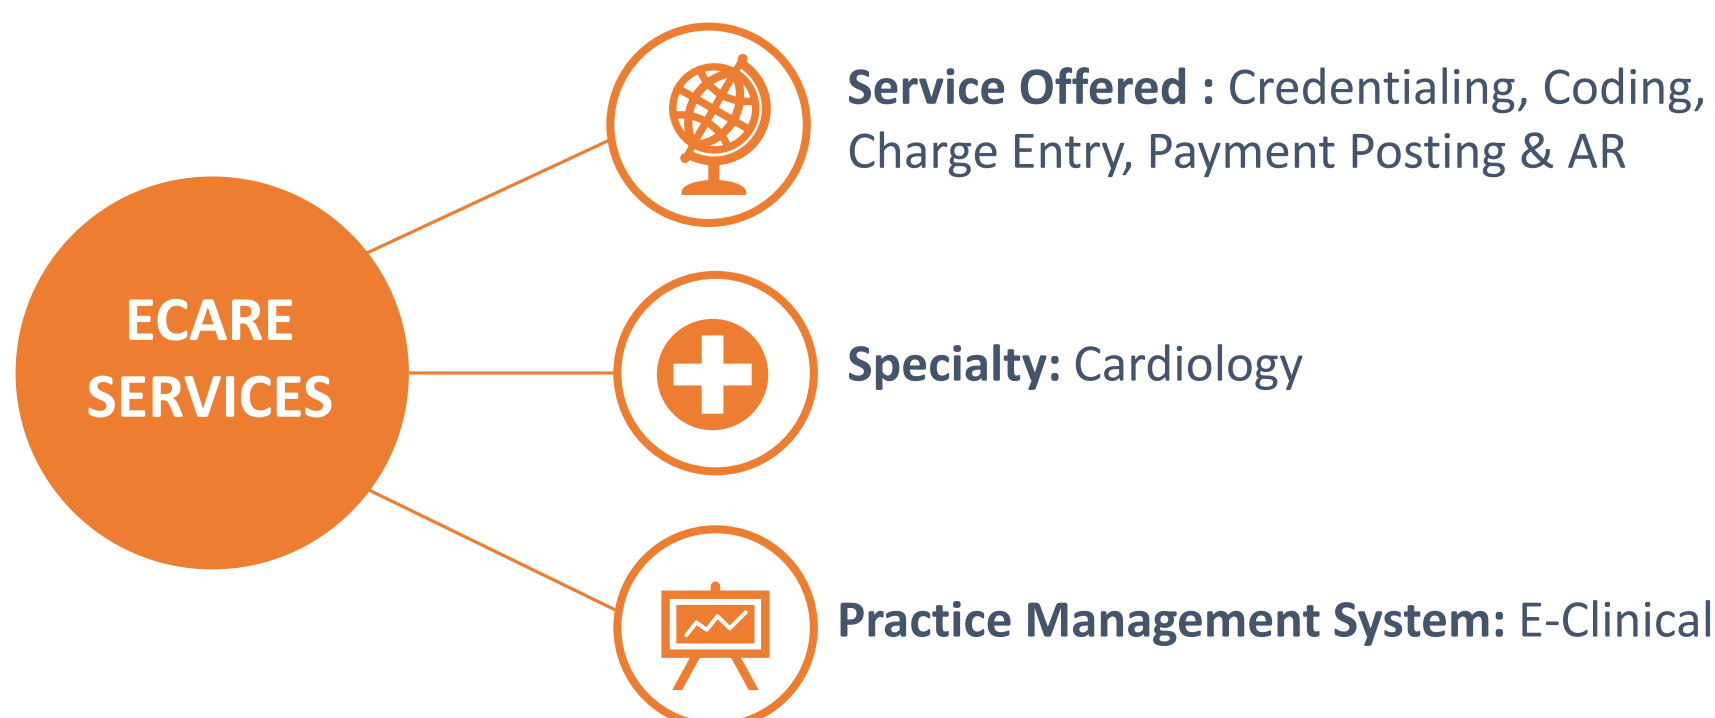 ECARE
SERVICES
Service Offered : Credentialing, Coding,
Charge Entry, Payment Posting & AR
Specialty: Cardiology
Practice Management System: E-Clinical